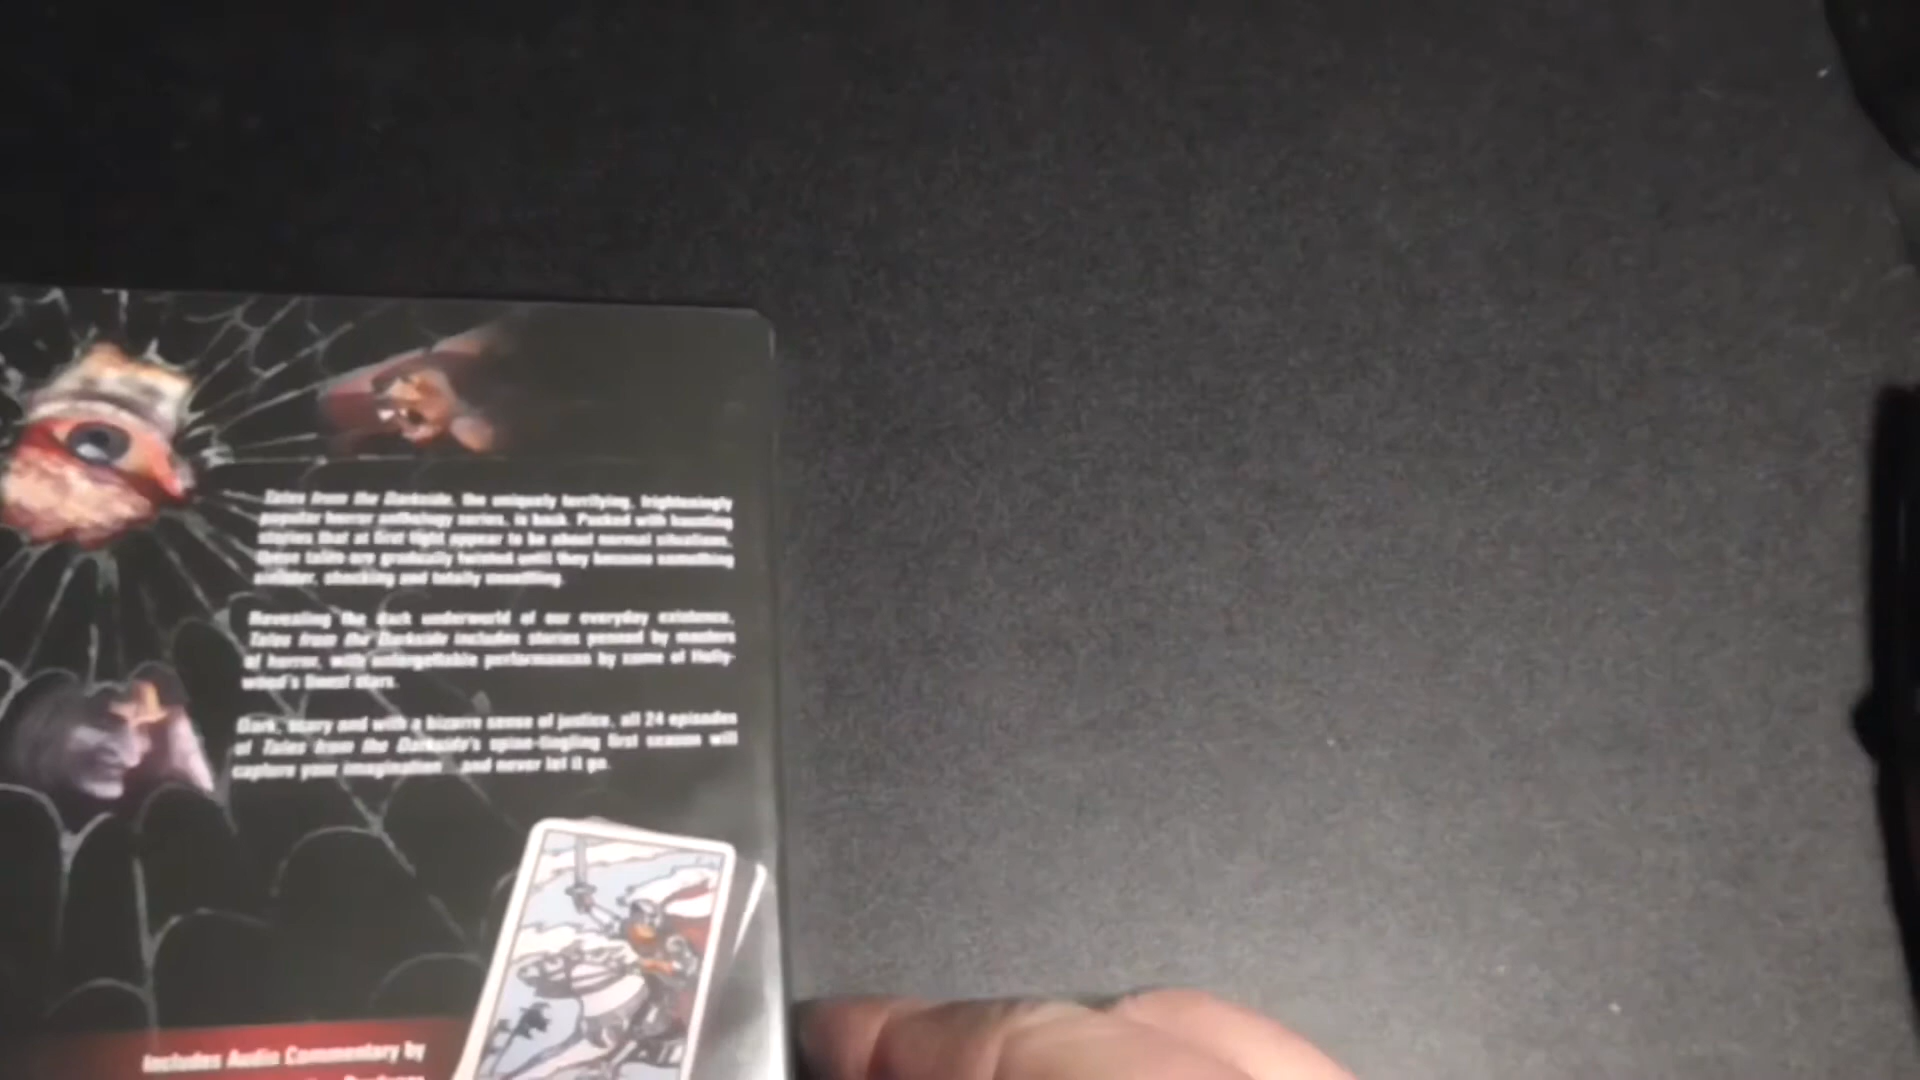 Tales from the Darkside, the uniquely terrifying, frighteningly
popular horror anthology series, is back. Packed with haunting
stories that at first light appear to be about normal situations,
these tales are gradually twisted until they become something
sinister, shocking and totally unsettling.
Revealing the dark underworld of our everyday existence,
Tales from the Darkside includes stories penned by masters
of horror, with unforgettable performances by some of Holly-
wood's finest stars.
Dark, scary and with a bizarre sense of justice, all 24 episodes
of Tales from the Darkside's spine-tingling first season will
capture your imagination and never let it go.
Includes Audio Commentary by